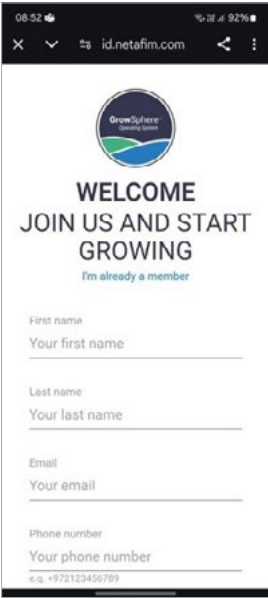 08:52 92%
id.netafim.com
GrowSphere™
Operating System
WELCOME
JOIN US AND START
GROWING
I'm already a member
First name
Your first name
Last name
Your last name
Email
Your email
Phone number
Your phone number
e.g. +972123456789